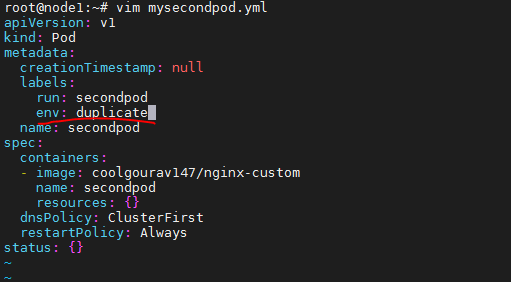 root@node1:~# vim mysecondpod.yml
apiVersion: v1
kind: Pod
metadata:
  creationTimestamp: null
  labels:
    run: secondpod
    env: duplicate
  name: secondpod
spec:
  containers:
  - image: coolgourav147/nginx-custom
    name: secondpod
    resources: {}
  dnsPolicy: ClusterFirst
  restartPolicy: Always
status: {}
~
~